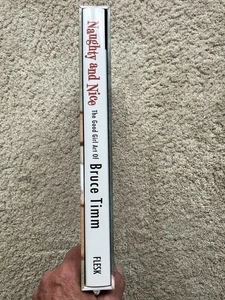 Naughty and Nice The Good Girl Art Of Bruce Timm FLESK